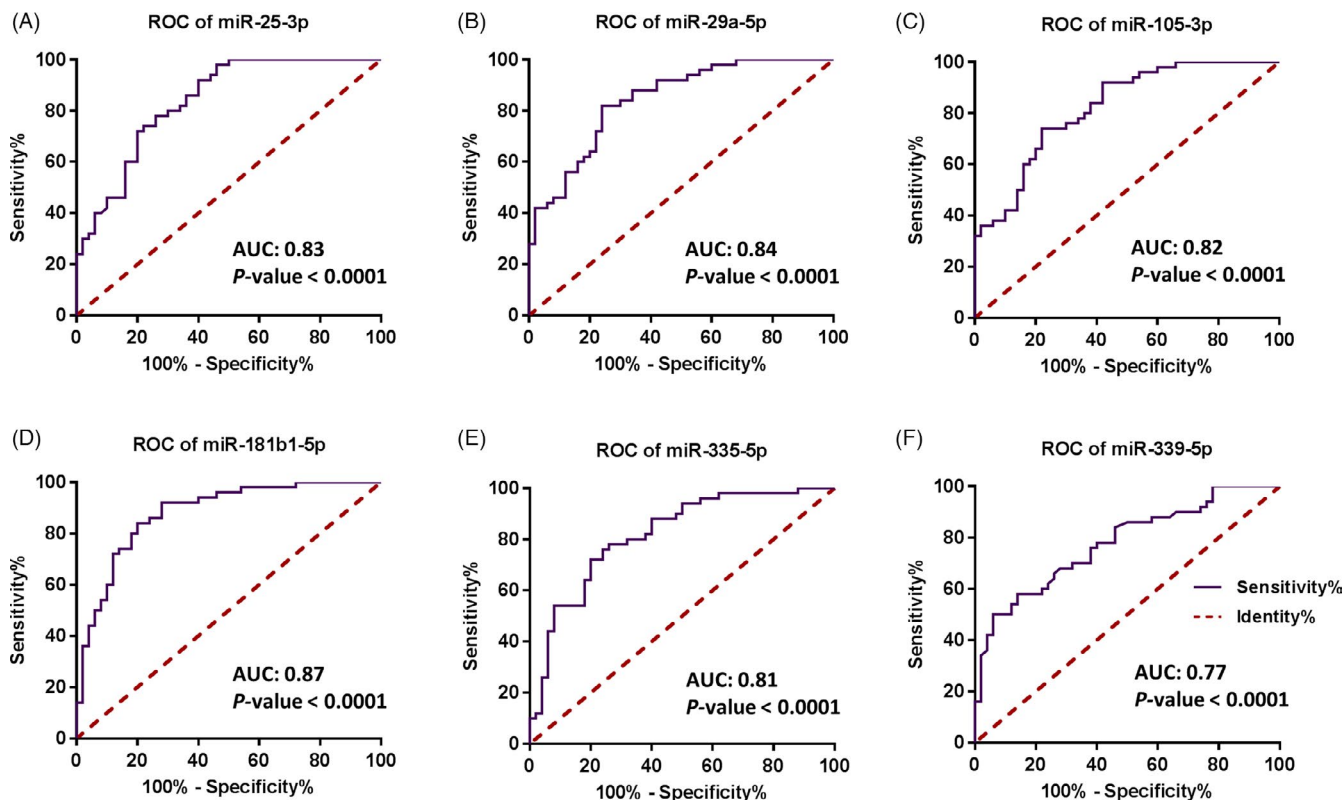 (A)
ROC of miR-25-3p
100
80
60
40
20
0
Sensitivity%
AUC: 0.83
P-value < 0.0001
0 20 40 60 80 100
100% - Specificity%
(B)
ROC of miR-29a-5p
100
80
60
40
20
0
Sensitivity%
AUC: 0.84
P-value < 0.0001
0 20 40 60 80 100
100% - Specificity%
(C)
ROC of miR-105-3p
100
80
60
40
20
0
Sensitivity%
AUC: 0.82
P-value < 0.0001
0 20 40 60 80 100
100% - Specificity%
(D)
ROC of miR-181b1-5p
100
80
60
40
20
0
Sensitivity%
AUC: 0.87
P-value < 0.0001
0 20 40 60 80 100
100% - Specificity%
(E)
ROC of miR-335-5p
100
80
60
40
20
0
Sensitivity%
AUC: 0.81
P-value < 0.0001
0 20 40 60 80 100
100% - Specificity%
(F)
ROC of miR-339-5p
100
80
60
40
20
0
Sensitivity%
Sensitivity%
Identity%
AUC: 0.77
P-value < 0.0001
0 20 40 60 80 100
100% - Specificity%